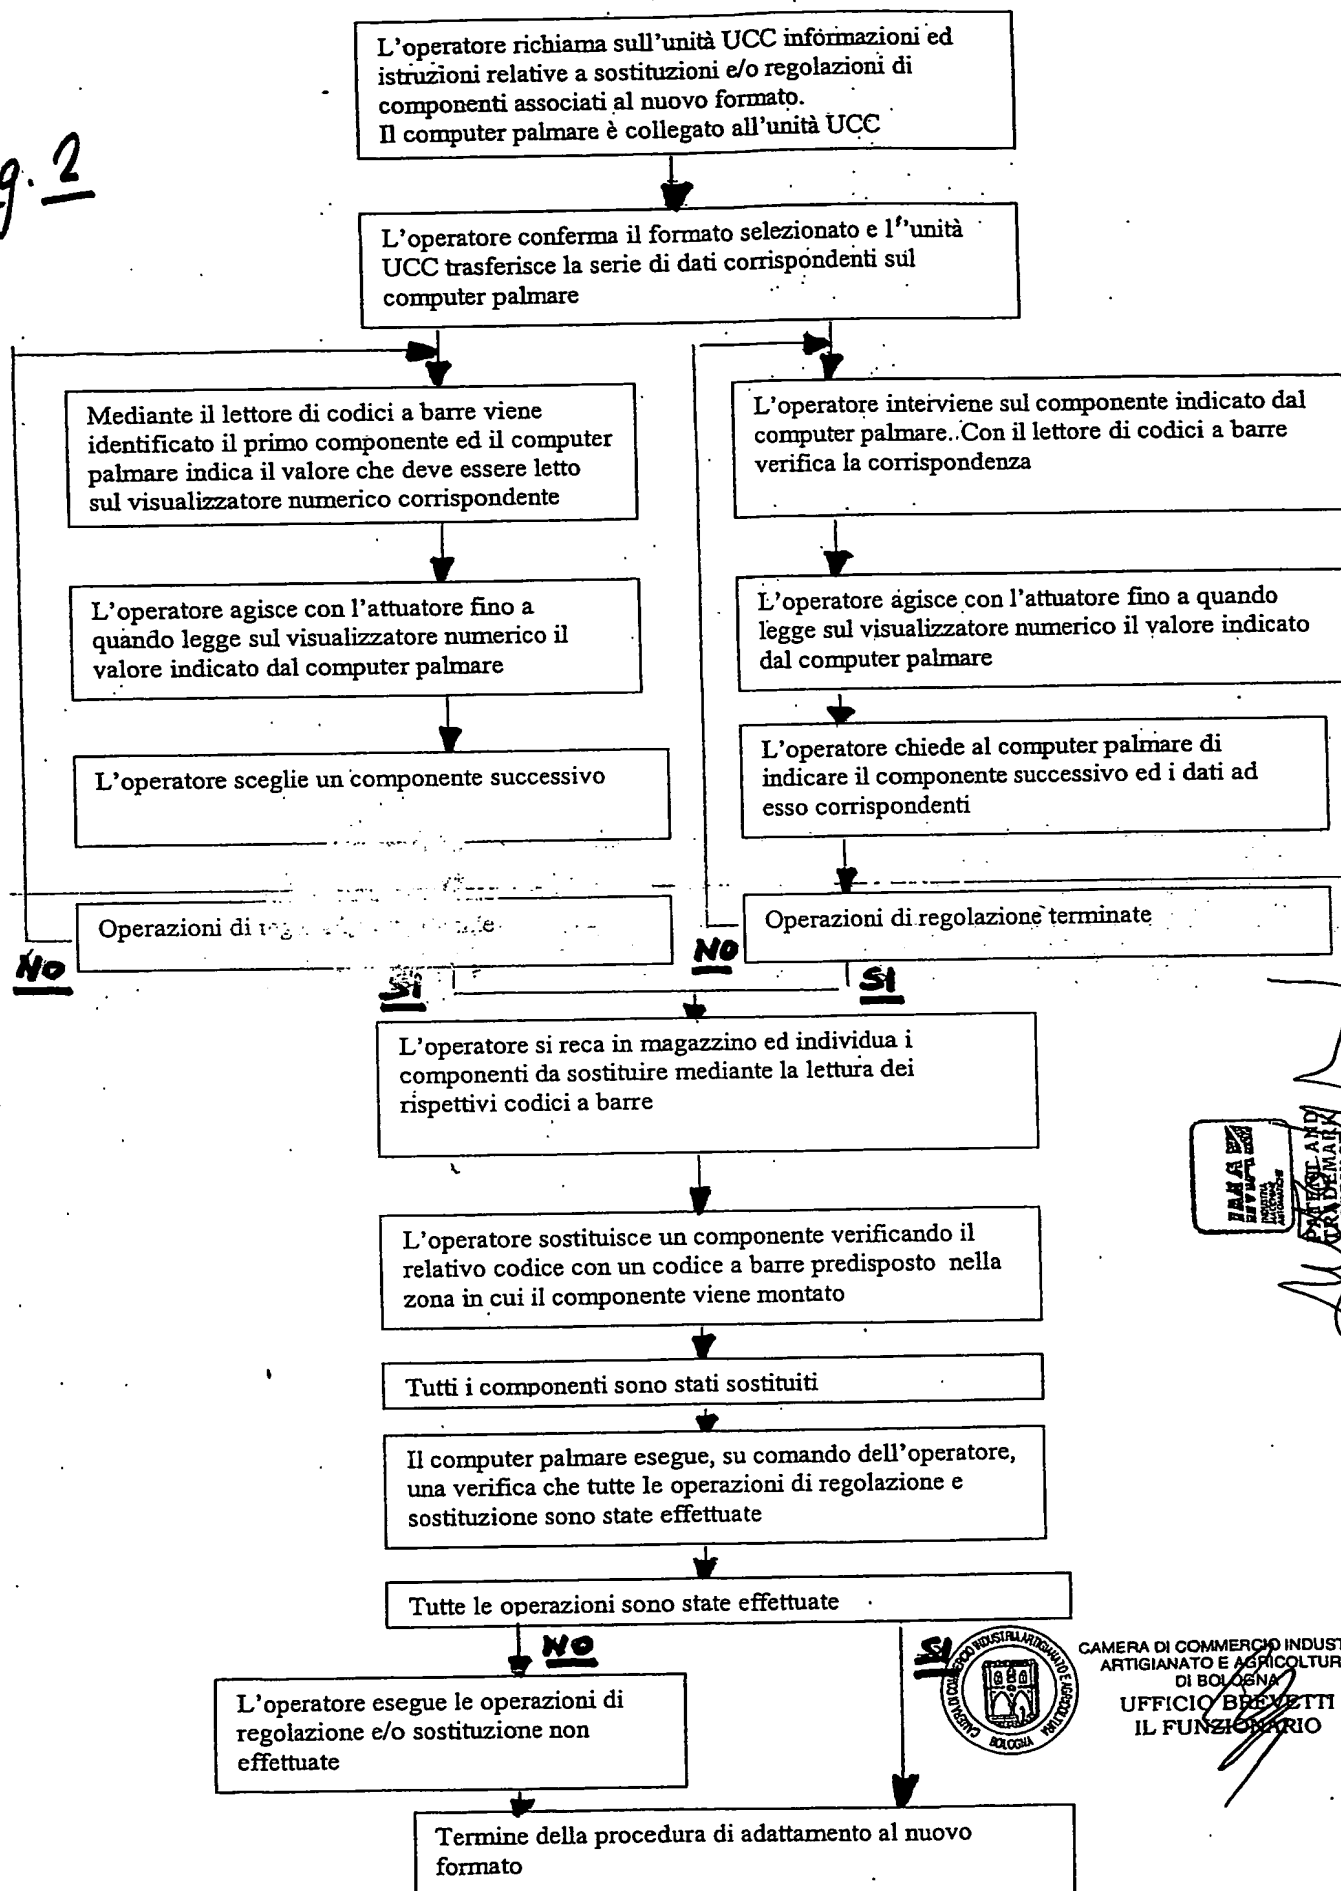 g. 2
L'operatore richiama sull'unità UCC informazioni ed
istruzioni relative a sostituzioni e/o regolazioni di
componenti associati al nuovo formato.
Il computer palmare è collegato all'unità UCC
L'operatore conferma il formato selezionato e l'unità
UCC trasferisce la serie di dati corrispondenti sul
computer palmare
Mediante il lettore di codici a barre viene
identificato il primo componente ed il computer
palmare indica il valore che deve essere letto
sul visualizzatore numerico corrispondente
L'operatore interviene sul componente indicato dal
computer palmare. Con il lettore di codici a barre
verifica la corrispondenza
L'operatore agisce con l'attuatore fino a
quando legge sul visualizzatore numerico il
valore indicato dal computer palmare
L'operatore agisce con l'attuatore fino a quando
legge sul visualizzatore numerico il valore indicato
dal computer palmare
L'operatore sceglie un componente successivo
L'operatore chiede al computer palmare di
indicare il componente successivo ed i dati ad
esso corrispondenti
Operazioni di
Operazioni di regolazione terminate
NO
SI
NO
SI
L'operatore si reca in magazzino ed individua i
componenti da sostituire mediante la lettura dei
rispettivi codici a barre
PATENT AND
TRADEMARK
L'operatore sostituisce un componente verificando il
relativo codice con un codice a barre predisposto nella
zona in cui il componente viene montato
Tutti i componenti sono stati sostituiti
Il computer palmare esegue, su comando dell'operatore,
una verifica che tutte le operazioni di regolazione e
sostituzione sono state effettuate
Tutte le operazioni sono state effettuate
NO
SI
CAMERA DI COMMERCIO INDUSTRIA ARTIGIANATO E AGRICOLTURA
BOLOGNA
CAMERA DI COMMERCIO INDUST
ARTIGIANATO E AGRICOLTUR
DI BOLOGNA
UFFICIO BREVETTI
IL FUNZIONARIO
L'operatore esegue le operazioni di
regolazione e/o sostituzione non
effettuate
Termine della procedura di adattamento al nuovo
formato